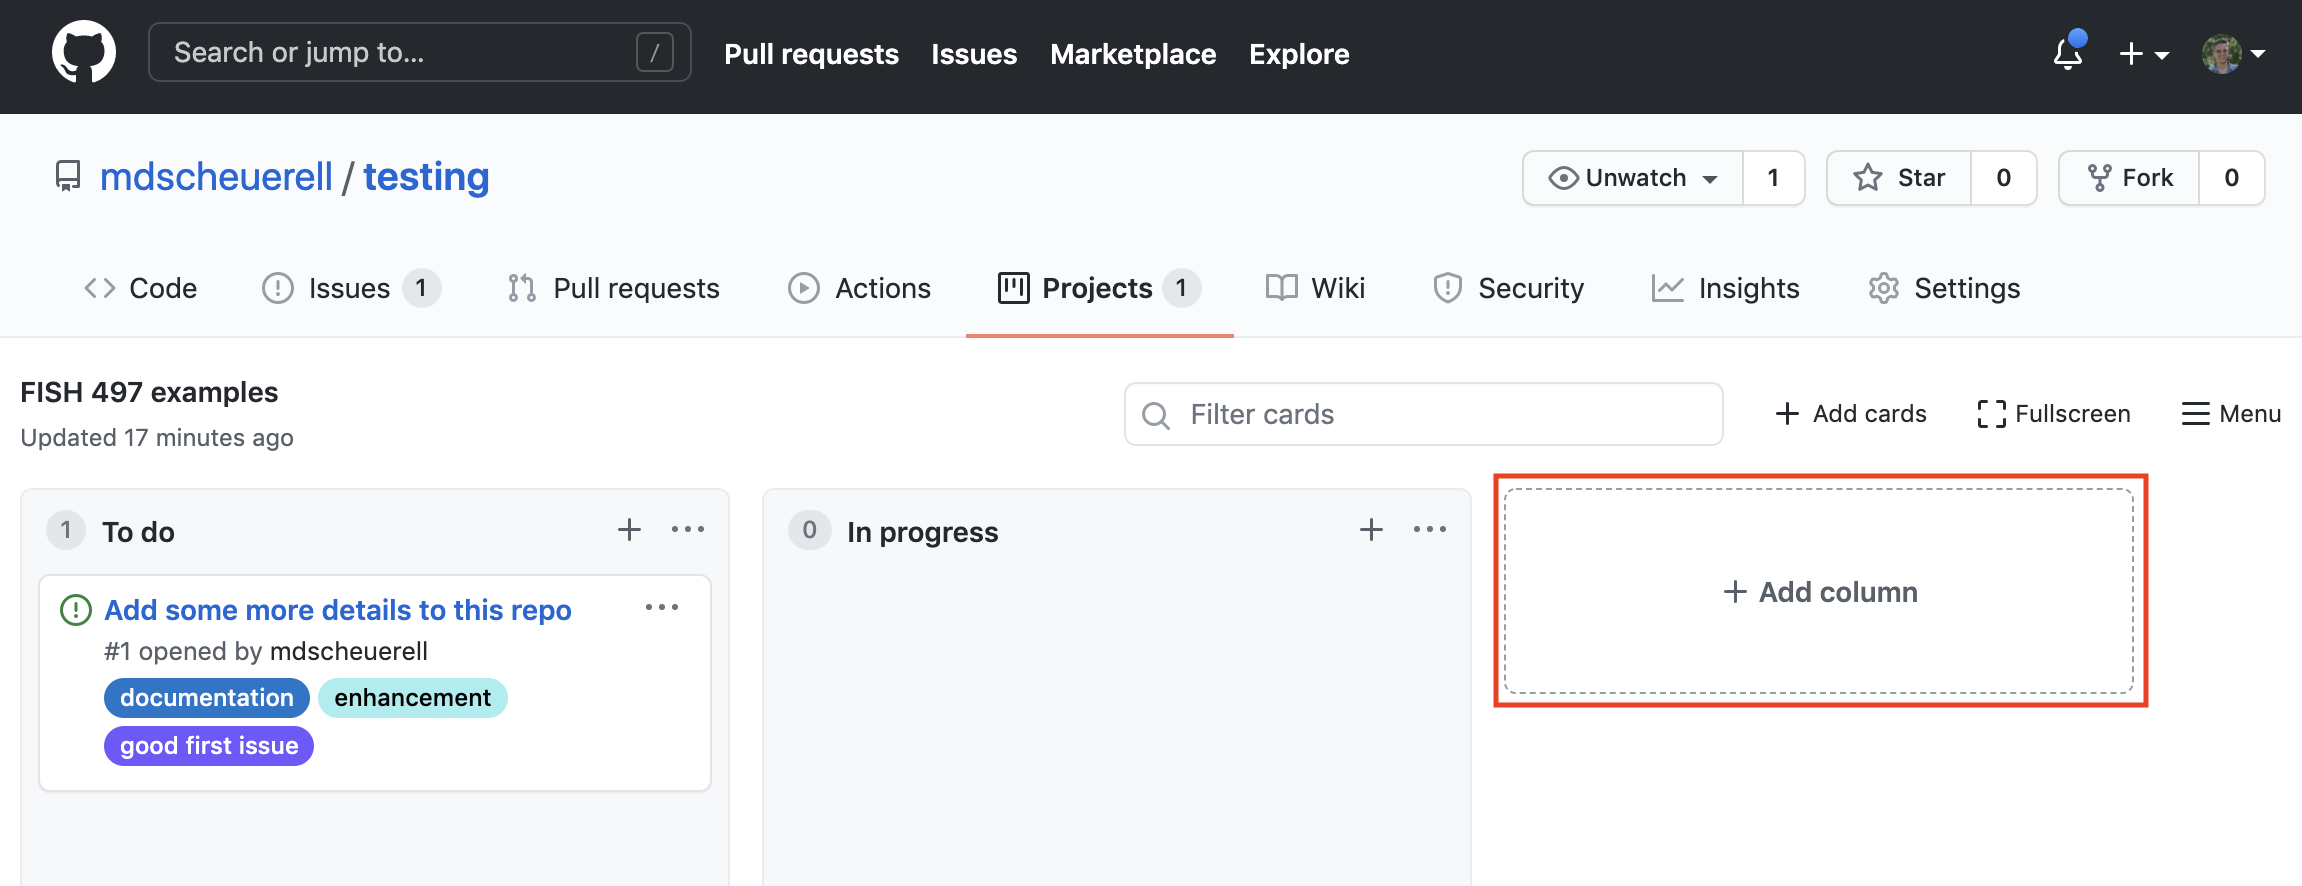 Search or jump to... / Pull requests Issues Marketplace Explore
mdscheuerell / testing Unwatch 1 Star 0 Fork 0
Code Issues 1 Pull requests Actions Projects 1 Wiki Security Insights Settings
FISH 497 examples
Updated 17 minutes ago
Filter cards + Add cards Fullscreen Menu
1 To do + ...
Add some more details to this repo ...
#1 opened by mdscheuerell
documentation enhancement
good first issue
0 In progress + ...
+ Add column